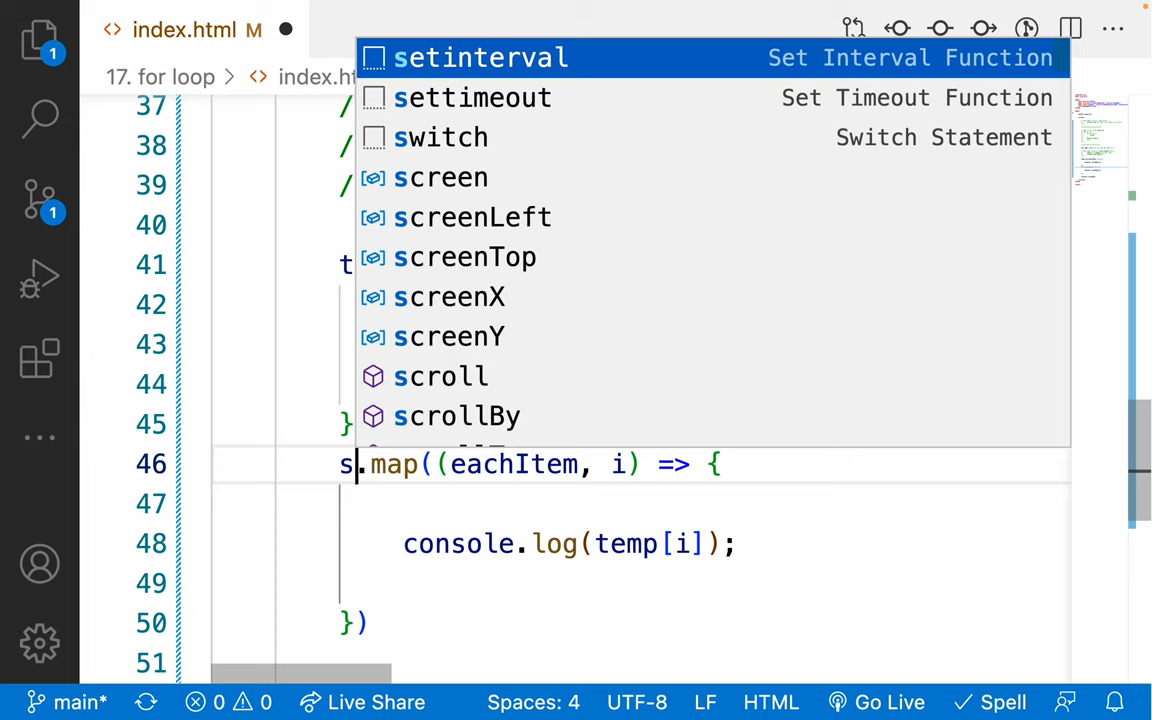 index.html M
17. for loop > index.ht
setinterval Set Interval Function
settimeout Set Timeout Function
switch Switch Statement
screen
screenLeft
screenTop
screenX
screenY
scroll
scrollBy
37 /
38 /
39 /
40
41 t
42
43
44
45 }
46 s.map((eachItem, i) => {
47
48 console.log(temp[i]);
49
50 })
51
1
1
main* 0 0 Live Share Spaces: 4 UTF-8 LF HTML Go Live Spell